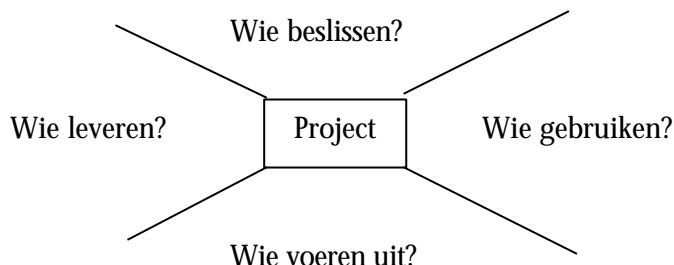 Wie beslissen?
Wie leveren?
Project
Wie gebruiken?
Wie voeren uit?